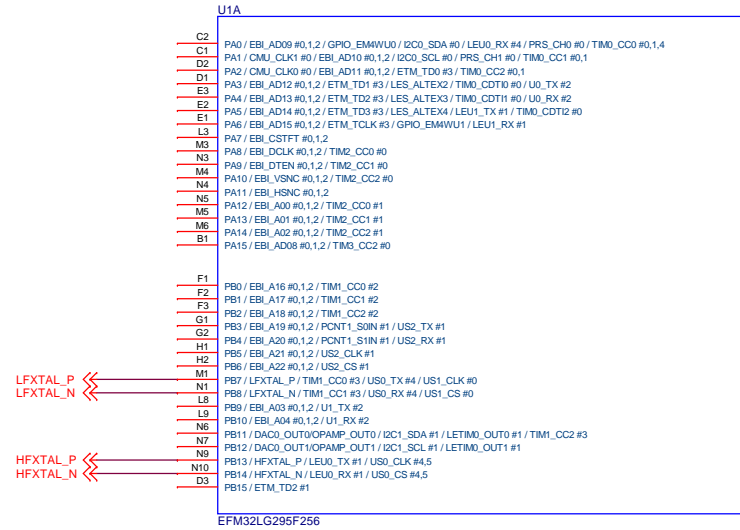 U1A
C2 PA0 / EBI_AD09 #0,1,2 / GPIO_EM4WU0 / I2C0_SDA #0 / LEU0_RX #4 / PRS_CH0 #0 / TIM0_CC0 #0,1,4
C1 PA1 / CMU_CLK1 #0 / EBI_AD10 #0,1,2 / I2C0_SCL #0 / PRS_CH1 #0 / TIM0_CC1 #0,1
D2 PA2 / CMU_CLK0 #0 / EBI_AD11 #0,1,2 / ETM_TD0 #3 / TIM0_CC2 #0,1
D1 PA3 / EBI_AD12 #0,1,2 / ETM_TD1 #3 / LES_ALTEX2 / TIM0_CDTI0 #0 / U0_TX #2
E3 PA4 / EBI_AD13 #0,1,2 / ETM_TD2 #3 / LES_ALTEX3 / TIM0_CDTI1 #0 / U0_RX #2
E2 PA5 / EBI_AD14 #0,1,2 / ETM_TD3 #3 / LES_ALTEX4 / LEU1_TX #1 / TIM0_CDTI2 #0
E1 PA6 / EBI_AD15 #0,1,2 / ETM_TCLK #3 / GPIO_EM4WU1 / LEU1_RX #1
L3 PA7 / EBI_CSTFT #0,1,2
M3 PA8 / EBI_DCLK #0,1,2 / TIM2_CC0 #0
N3 PA9 / EBI_DTEN #0,1,2 / TIM2_CC1 #0
M4 PA10 / EBI_VSNC #0,1,2 / TIM2_CC2 #0
N4 PA11 / EBI_HSNC #0,1,2
N5 PA12 / EBI_A00 #0,1,2 / TIM2_CC0 #1
M5 PA13 / EBI_A01 #0,1,2 / TIM2_CC1 #1
M6 PA14 / EBI_A02 #0,1,2 / TIM2_CC2 #1
B1 PA15 / EBI_AD08 #0,1,2 / TIM3_CC2 #0
F1 PB0 / EBI_A16 #0,1,2 / TIM1_CC0 #2
F2 PB1 / EBI_A17 #0,1,2 / TIM1_CC1 #2
F3 PB2 / EBI_A18 #0,1,2 / TIM1_CC2 #2
G1 PB3 / EBI_A19 #0,1,2 / PCNT1_S0IN #1 / US2_TX #1
G2 PB4 / EBI_A20 #0,1,2 / PCNT1_S1IN #1 / US2_RX #1
H1 PB5 / EBI_A21 #0,1,2 / US2_CLK #1
H2 PB6 / EBI_A22 #0,1,2 / US2_CS #1
LFXTAL_P M1 PB7 / LFXTAL_P / TIM1_CC0 #3 / US0_TX #4 / US1_CLK #0
LFXTAL_N N1 PB8 / LFXTAL_N / TIM1_CC1 #3 / US0_RX #4 / US1_CS #0
L8 PB9 / EBI_A03 #0,1,2 / U1_TX #2
L9 PB10 / EBI_A04 #0,1,2 / U1_RX #2
N6 PB11 / DAC0_OUT0/OPAMP_OUT0 / I2C1_SDA #1 / LETIM0_OUT0 #1 / TIM1_CC2 #3
N7 PB12 / DAC0_OUT1/OPAMP_OUT1 / I2C1_SCL #1 / LETIM0_OUT1 #1
HFXTAL_P N9 PB13 / HFXTAL_P / LEU0_TX #1 / US0_CLK #4,5
HFXTAL_N N10 PB14 / HFXTAL_N / LEU0_RX #1 / US0_CS #4,5
D3 PB15 / ETM_TD2 #1
EFM32LG295F256